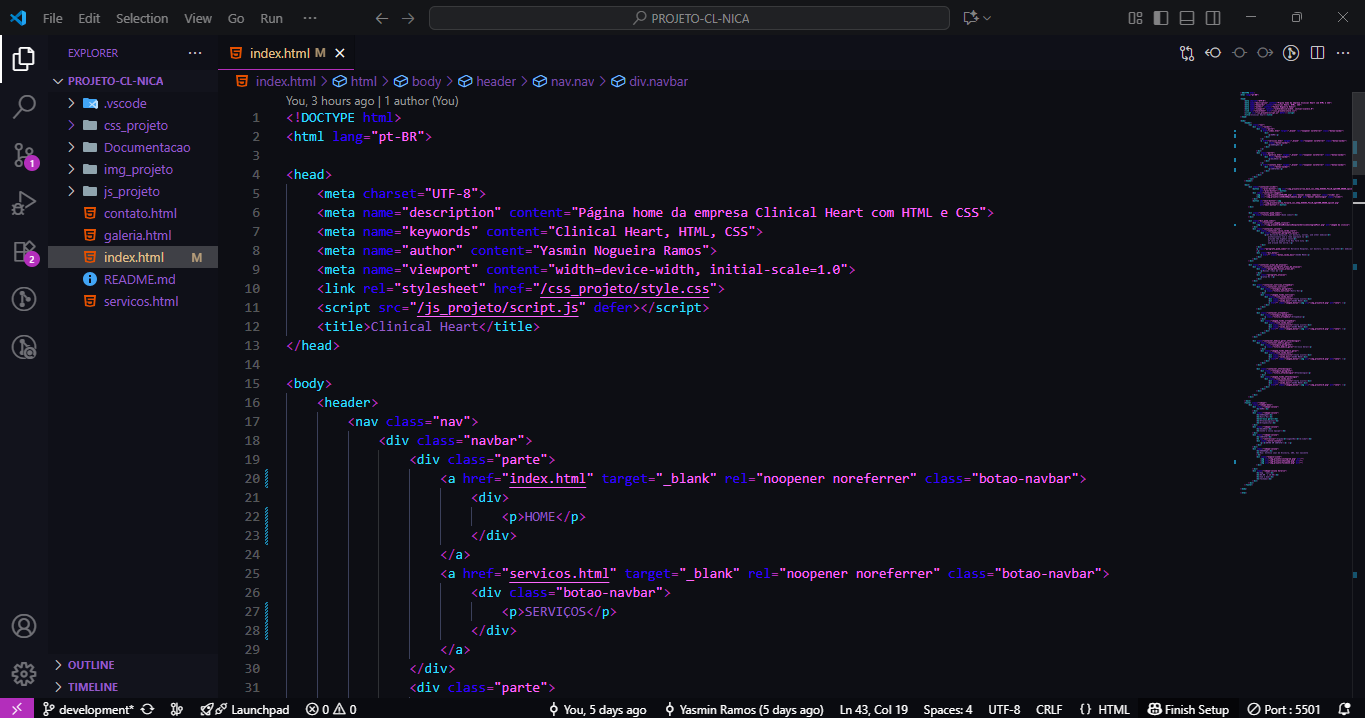 File Edit Selection View Go Run ··· PROJETO-CL-NICA
EXPLORER ···
PROJETO-CL-NICA
.vscode
css_projeto
Documentacao
img_projeto
js_projeto
contato.html
galeria.html
index.html M
README.md
servicos.html
OUTLINE
TIMELINE
1
2
index.html M
index.html > html > body > header > nav.nav > div.navbar
You, 3 hours ago | 1 author (You)
1 <!DOCTYPE html>
2 <html lang="pt-BR">
3
4 <head>
5 <meta charset="UTF-8">
6 <meta name="description" content="Página home da empresa Clinical Heart com HTML e CSS">
7 <meta name="keywords" content="Clinical Heart, HTML, CSS">
8 <meta name="author" content="Yasmin Nogueira Ramos">
9 <meta name="viewport" content="width=device-width, initial-scale=1.0">
10 <link rel="stylesheet" href="/css_projeto/style.css">
11 <script src="/js_projeto/script.js" defer></script>
12 <title>Clinical Heart</title>
13 </head>
14
15 <body>
16 <header>
17 <nav class="nav">
18 <div class="navbar">
19 <div class="parte">
20 <a href="index.html" target="_blank" rel="noopener noreferrer" class="botao-navbar">
21 <div>
22 <p>HOME</p>
23 </div>
24 </a>
25 <a href="servicos.html" target="_blank" rel="noopener noreferrer" class="botao-navbar">
26 <div class="botao-navbar">
27 <p>SERVIÇOS</p>
28 </div>
29 </a>
30 </div>
31 <div class="parte">
development* Launchpad 0 0 You, 5 days ago Yasmin Ramos (5 days ago) Ln 43, Col 19 Spaces: 4 UTF-8 CRLF {} HTML Finish Setup Port : 5501